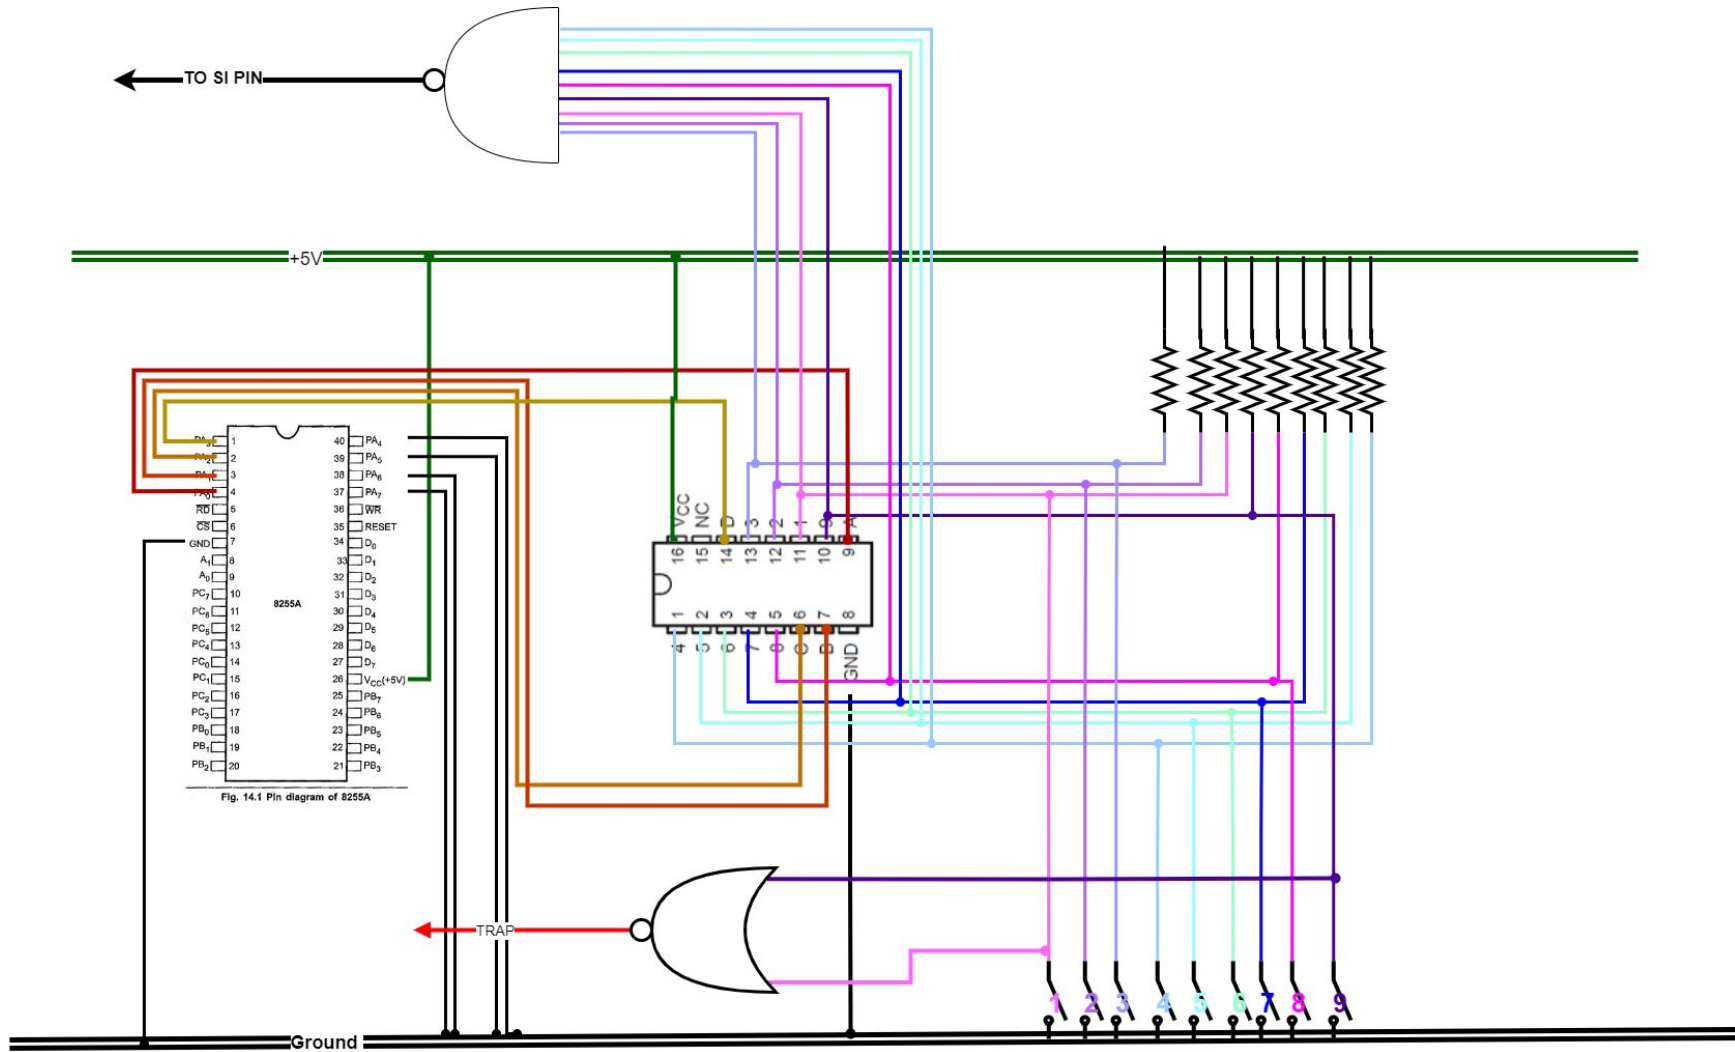 TO SI PIN
+5V
PA3 1 40 PA4
PA2 2 39 PA5
PA1 3 38 PA6
PA0 4 37 PA7
RD 5 36 WR
CS 6 35 RESET
GND 7 34 D0
A1 8 33 D1
A0 9 32 D2
PC7 10 31 D3
PC6 11 30 D4
PC5 12 29 D5
PC4 13 28 D6
PC0 14 27 D7
PC1 15 26 VCC(+5V)
PC2 16 25 PB7
PC3 17 24 PB6
PB0 18 23 PB5
PB1 19 22 PB4
PB2 20 21 PB3
8255A
Fig. 14.1 Pin diagram of 8255A
VCC NC D 3 2 1 9 A
16 15 14 13 12 11 10 9
1 2 3 4 5 6 7 8
4 5 6 7 8 C B GND
TRAP
1 2 3 4 5 6 7 8 9
Ground